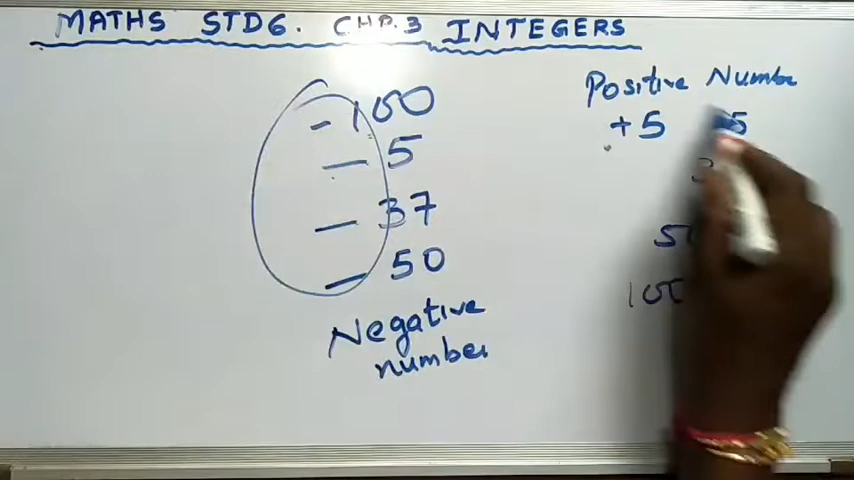 MATHS STD6. CHP.3 INTEGERS
- 100
- 5
- 37
- 50
Negative
number
Positive Numbe
+5